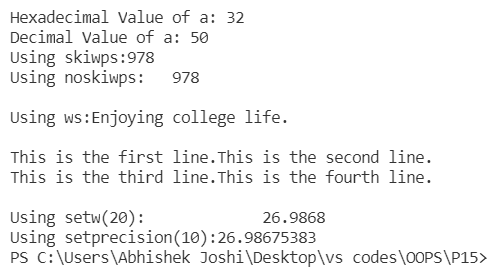 Hexadecimal Value of a: 32
Decimal Value of a: 50
Using skiwps:978
Using noskiwps:   978
Using ws:Enjoying college life.
This is the first line.This is the second line.
This is the third line.This is the fourth line.
Using setw(20):             26.9868
Using setprecision(10):26.98675383
PS C:\Users\Abhishek Joshi\Desktop\vs codes\OOPS\P15>